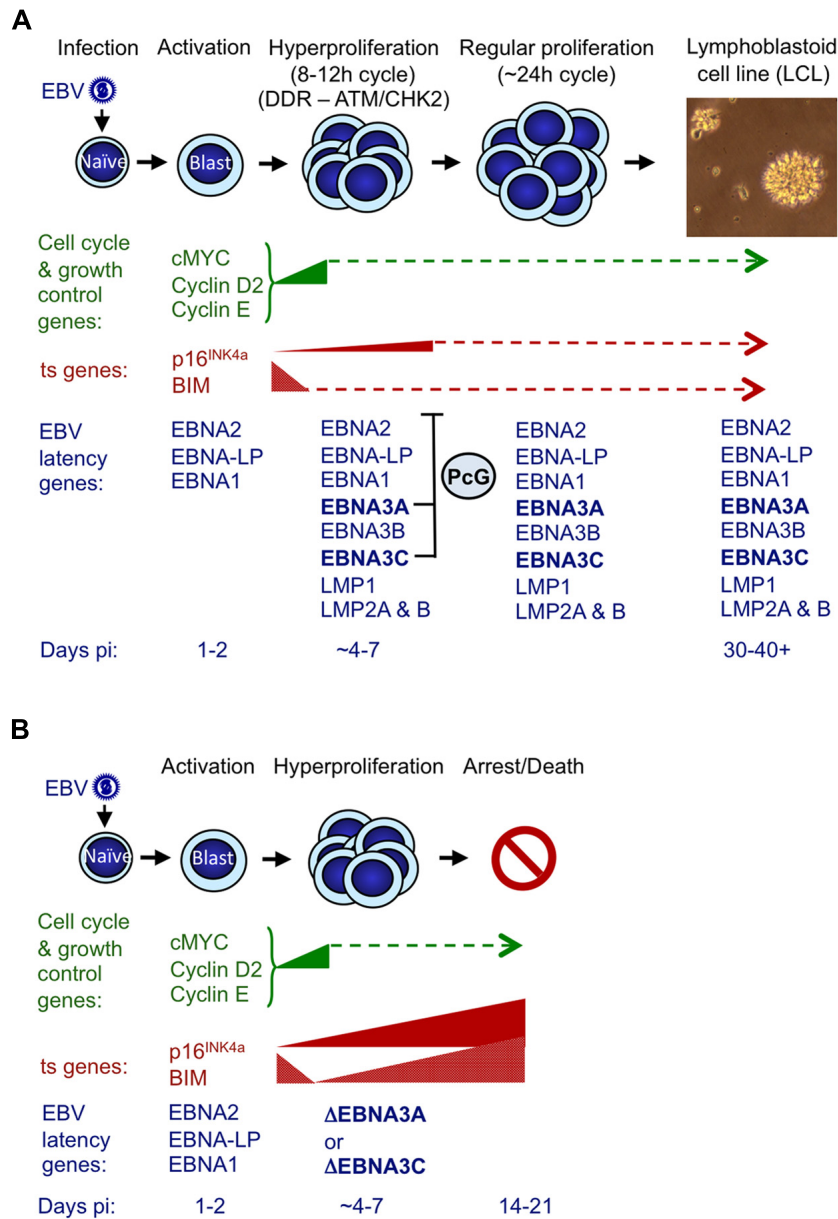 A
Infection
Activation
Hyperproliferation
(8-12h cycle)
(DDR – ATM/CHK2)
Regular proliferation
(~24h cycle)
Lymphoblastoid
cell line (LCL)
EBV
Naïve
Blast
Cell cycle
& growth
control
genes:
cMYC
Cyclin D2
Cyclin E
ts genes:
p16INK4a
BIM
EBV
latency
genes:
EBNA2
EBNA-LP
EBNA1
EBNA2
EBNA-LP
EBNA1
EBNA3A
EBNA3B
EBNA3C
LMP1
LMP2A & B
PcG
EBNA2
EBNA-LP
EBNA1
EBNA3A
EBNA3B
EBNA3C
LMP1
LMP2A & B
EBNA2
EBNA-LP
EBNA1
EBNA3A
EBNA3B
EBNA3C
LMP1
LMP2A & B
Days pi:
1-2
~4-7
30-40+
B
Activation
Hyperproliferation
Arrest/Death
EBV
Naïve
Blast
Cell cycle
& growth
control
genes:
cMYC
Cyclin D2
Cyclin E
ts genes:
p16INK4a
BIM
EBV
latency
genes:
EBNA2
EBNA-LP
EBNA1
ΔEBNA3A
or
ΔEBNA3C
Days pi:
1-2
~4-7
14-21